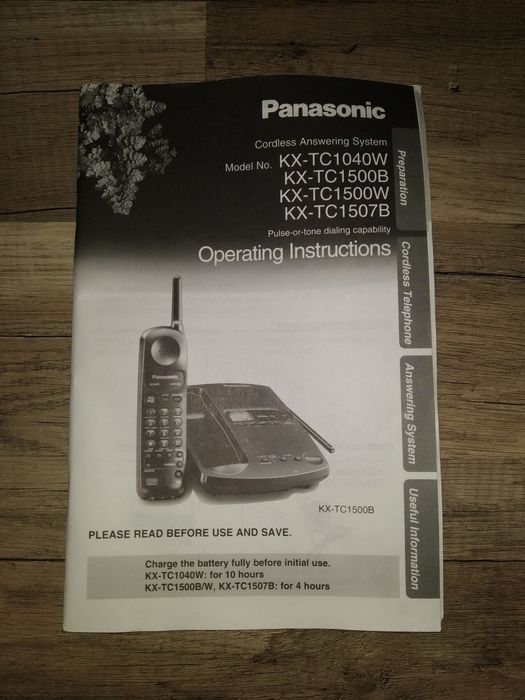 Panasonic
Cordless Answering System
Model No. KX-TC1040W
KX-TC1500B
KX-TC1500W
KX-TC1507B
Pulse-or-tone dialing capability
Operating Instructions
Preparation
Cordless Telephone
Answering System
Useful Information
Panasonic
KX-TC1500B
PLEASE READ BEFORE USE AND SAVE.
Charge the battery fully before initial use.
KX-TC1040W: for 10 hours
KX-TC1500B/W, KX-TC1507B: for 4 hours